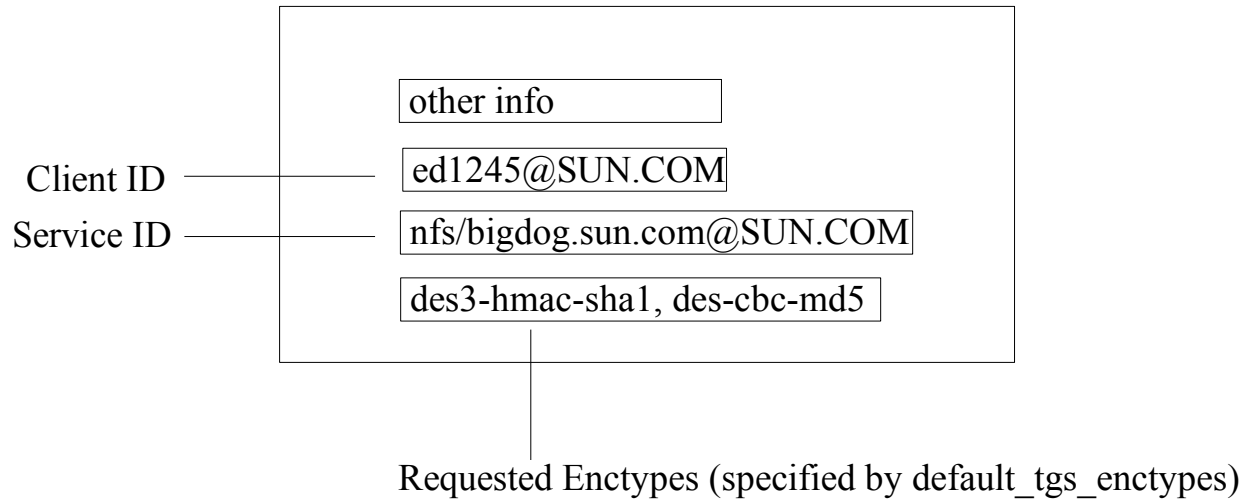 other info
Client ID
ed1245@SUN.COM
Service ID
nfs/bigdog.sun.com@SUN.COM
des3-hmac-sha1, des-cbc-md5
Requested Enctypes (specified by default_tgs_enctypes)